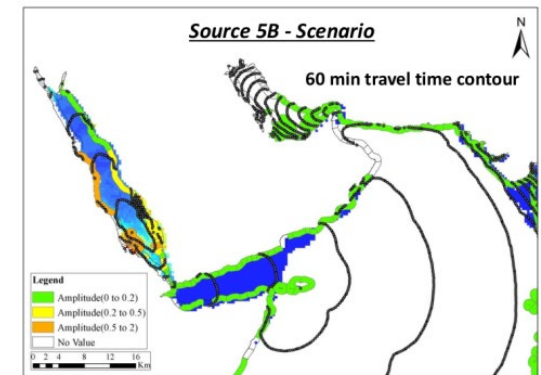 Source 5B - Scenario
N
60 min travel time contour
Legend
Amplitude(0 to 0.2)
Amplitude(0.2 to 0.5)
Amplitude(0.5 to 2)
No Value
0 2 4 8 12 16
Km